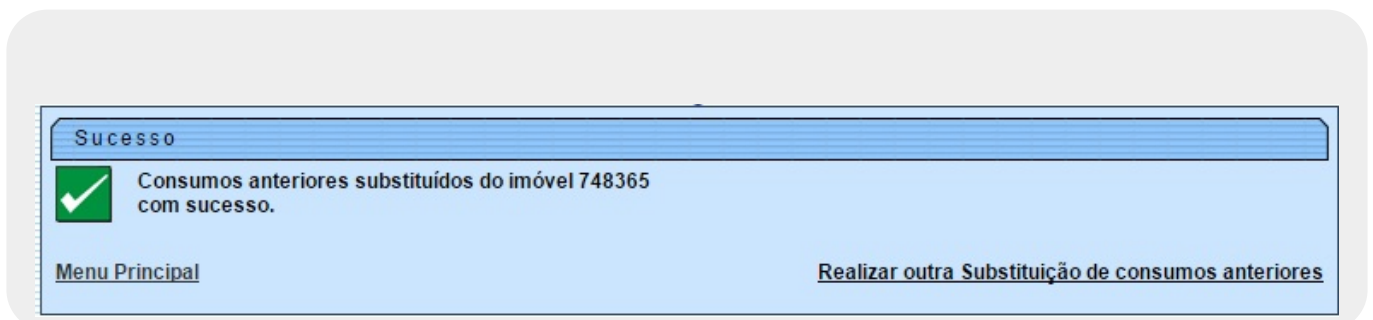 Sucesso
Consumos anteriores substituídos do imóvel 748365
com sucesso.
Menu Principal
Realizar outra Substituição de consumos anteriores